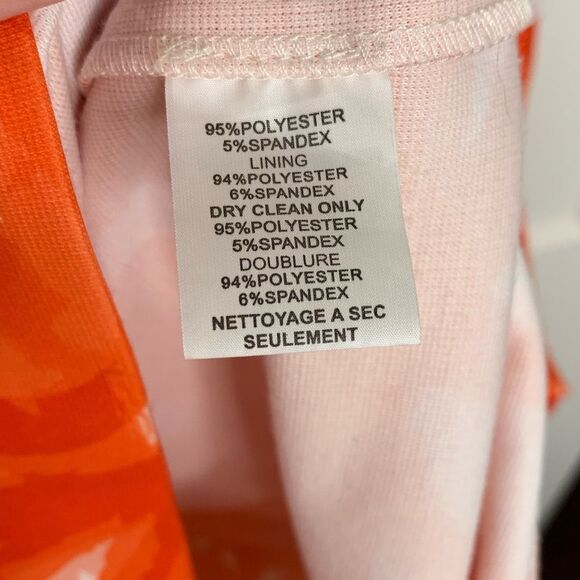 95%POLYESTER
5%SPANDEX
LINING
94%POLYESTER
6%SPANDEX
DRY CLEAN ONLY
95%POLYESTER
5%SPANDEX
DOUBLURE
94%POLYESTER
6%SPANDEX
NETTOYAGE A SEC
SEULEMENT